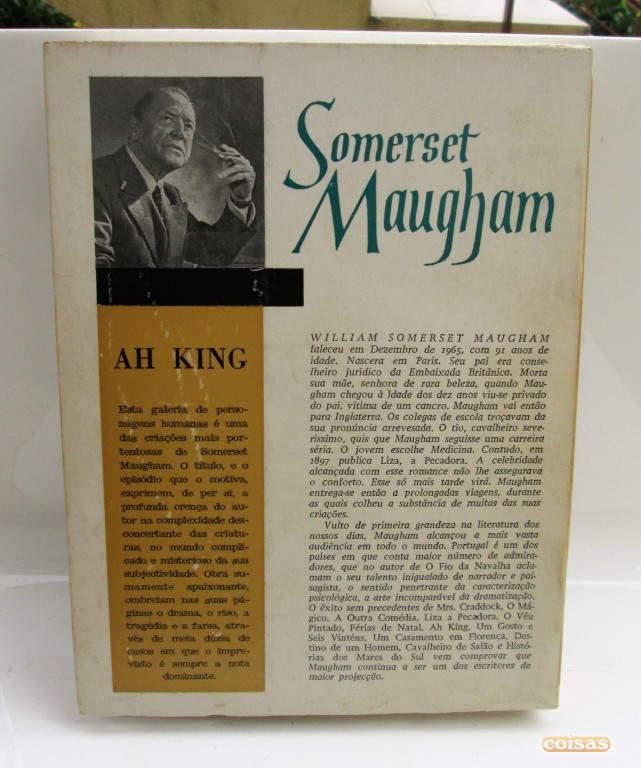 Somerset
Maugham
AH KING
Esta galeria de perso-
nagens humanas é uma
das criações mais por-
tentosas de Somerset
Maugham. O título, e o
episódio que o motiva,
exprimem, de per si, a
profunda crença do au-
tor na complexidade des-
concertante das criatu-
ras, no mundo compli-
cado e misterioso da sua
subjectividade. Obra su-
mamente apaixonante,
ombreiam nas suas pá-
ginas o drama, o riso, a
tragédia e a farsa, atra-
vés de meia dúzia de
casos em que o impre-
visto é sempre a nota
dominante.
WILLIAM SOMERSET MAUGHAM
faleceu em Dezembro de 1965, com 91 anos de
idade. Nascera em Paris. Seu pai era conse-
lheiro jurídico da Embaixada Britânica. Morta
sua mãe, senhora de rara beleza, quando Mau-
gham chegou à idade dos dez anos viu-se privado
do pai, vítima de um cancro. Maugham vai então
para Inglaterra. Os colegas de escola troçavam da
sua pronúncia arrevesada. O tio, cavalheiro seve-
ríssimo, quis que Maugham seguisse uma carreira
séria. O jovem escolhe Medicina. Contudo, em
1897 publica Liza, a Pecadora. A celebridade
alcançada com esse romance não lhe assegurava
o conforto. Esse só mais tarde virá. Maugham
entrega-se então a prolongadas viagens, durante
as quais colheu a substância de muitas das suas
criações.
Vulto de primeira grandeza na literatura dos
nossos dias, Maugham alcançou a mais vasta
audiência em todo o mundo. Portugal é um dos
países em que conta maior número de admira-
dores, que no autor de O Fio da Navalha acla-
mam o seu talento inigualado de narrador e pai-
sagista, o sentido penetrante da caracterização
psicológica, a arte incomparável da dramatização.
O êxito sem precedentes de Mrs. Craddock, O Má-
gico, A Outra Comédia, Liza a Pecadora, O Véu
Pintado, Férias de Natal, Ah King, Um Gosto e
Seis Vinténs, Um Casamento em Florença, Des-
tino de um Homem, Cavalheiro de Salão e Histó-
rias dos Mares do Sul vem comprovar que
Maugham continua a ser um dos escritores de
maior projecção.
coisas